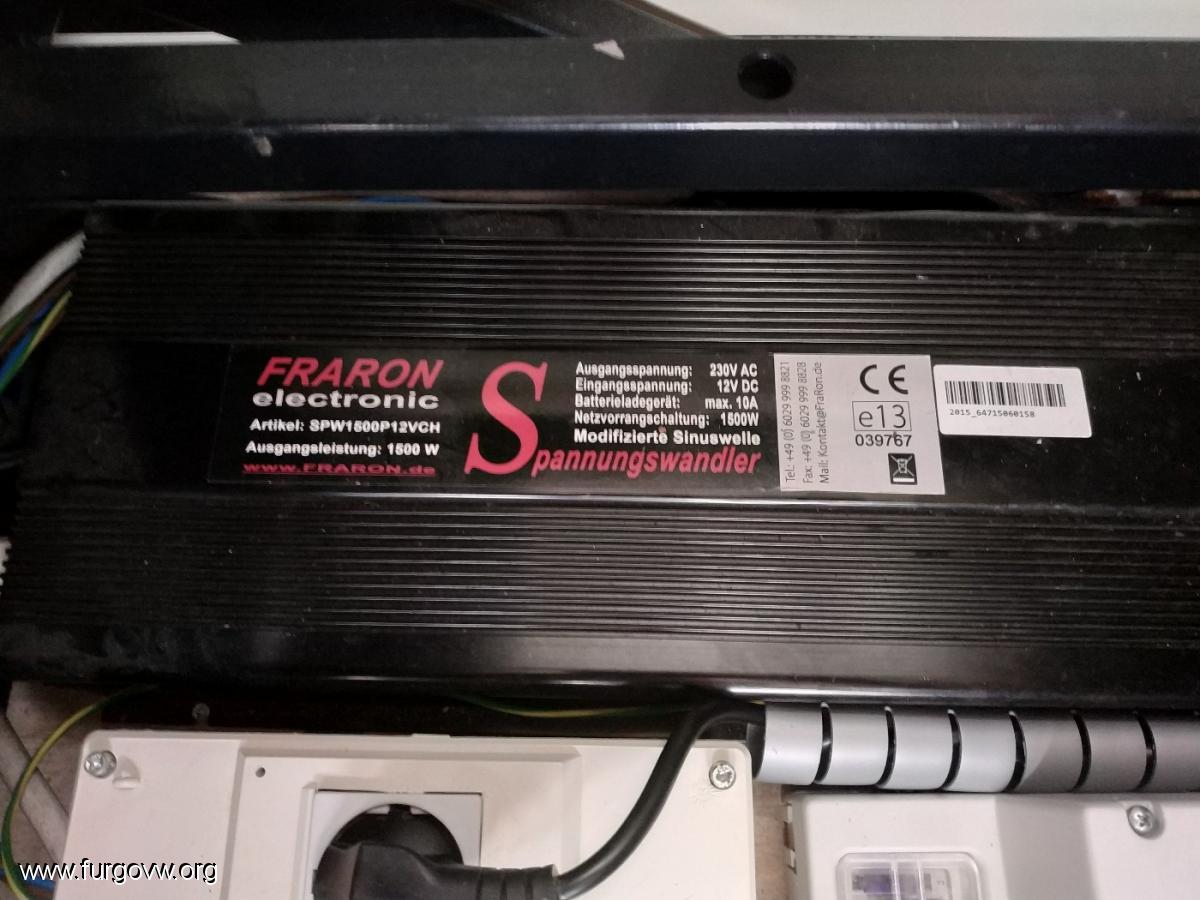 FRARON
electronic
Artikel: SPW1500P12VCH
Ausgangsleistung: 1500 W
www.FRARON.de
Spannungswandler
Ausgangsspannung: 230V AC
Eingangsspannung: 12V DC
Batterieladegerät: max. 10A
Netzvorrangschaltung: 1500W
Modifizierte Sinuswelle
Tel.: +49 (0) 6029 999 8821
Fax: +49 (0) 6029 999 8828
Mail: Kontakt@FraRon.de
CE
e13
039767
2015_64715060158
www.furgovw.org